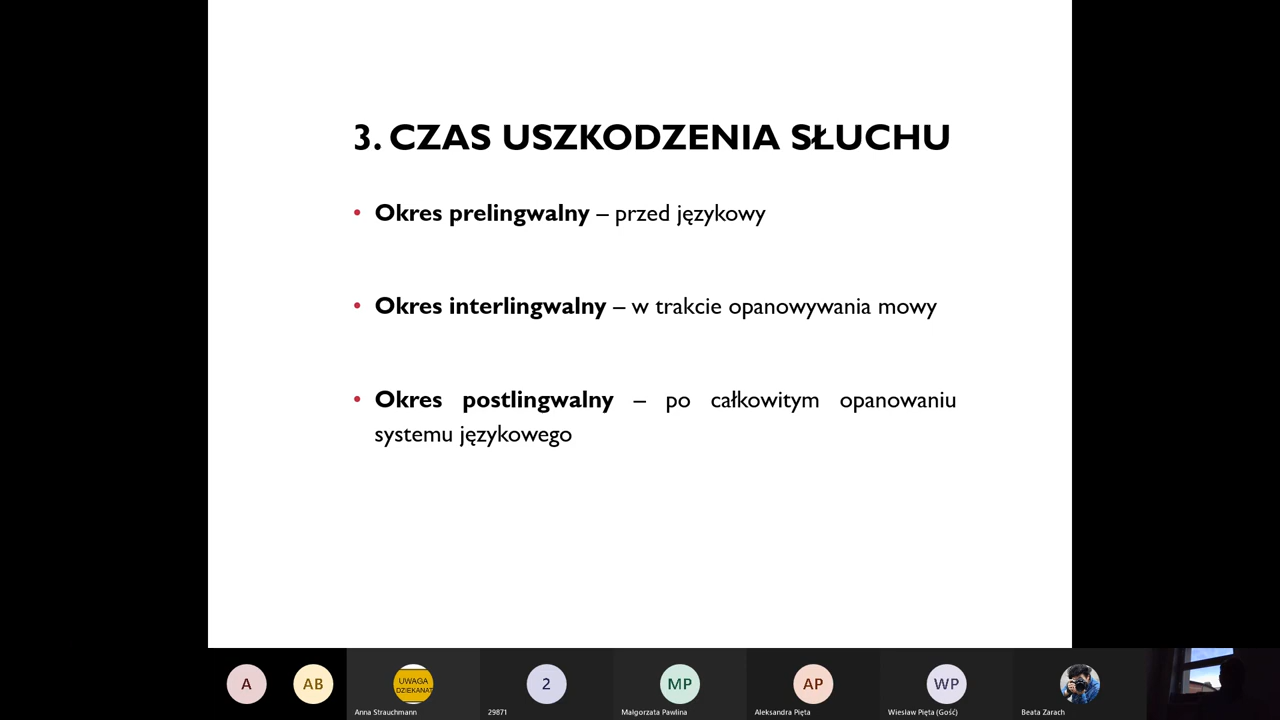 3. CZAS USZKODZENIA SŁUCHU
• Okres prelingwalny – przed językowy
• Okres interlingwalny – w trakcie opanowywania mowy
• Okres postlingwalny – po całkowitym opanowaniu
systemu językowego
A
AB
UWAGA
DZIEKANAT
Anna Strauchmann
2
29871
MP
Małgorzata Pawlina
AP
Aleksandra Pięta
WP
Wiesław Pięta (Gość)
Beata Zarach